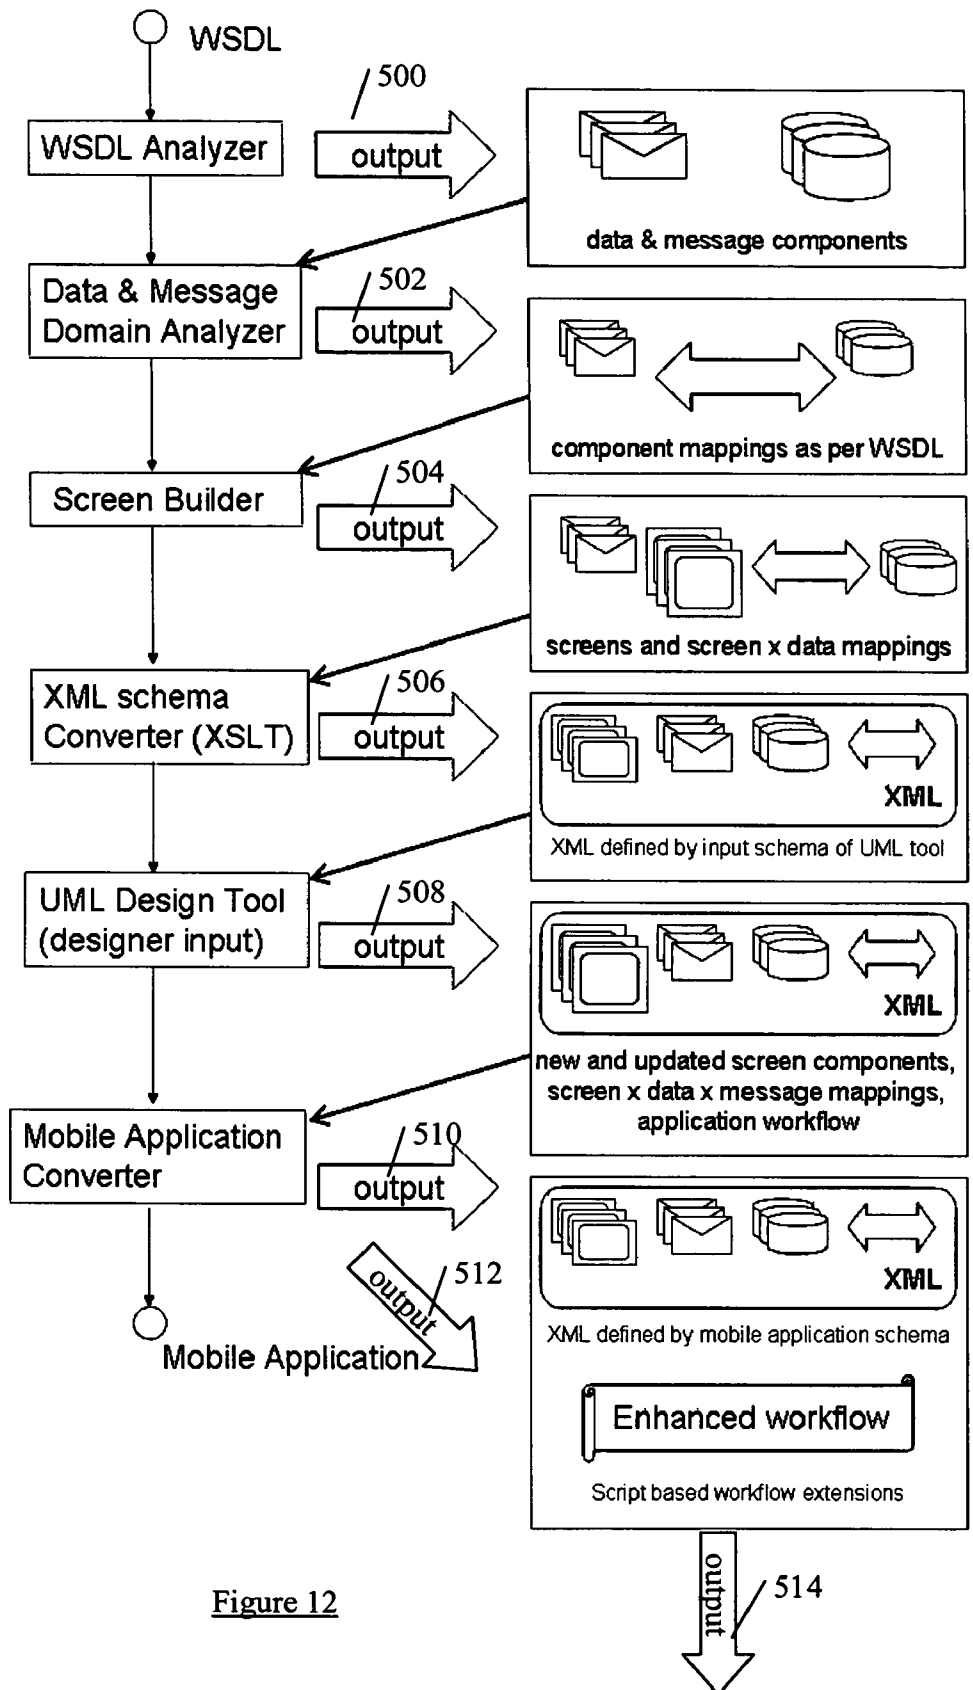 WSDL
500
WSDL Analyzer
output
data & message components
Data & Message
Domain Analyzer
502
output
component mappings as per WSDL
Screen Builder
504
output
screens and screen x data mappings
XML schema
Converter (XSLT)
506
output
XML
XML defined by input schema of UML tool
UML Design Tool
(designer input)
508
output
XML
new and updated screen components,
screen x data x message mappings,
application workflow
Mobile Application
Converter
510
output
XML
XML defined by mobile application schema
512
output
Mobile Application
Enhanced workflow
Script based workflow extensions
output
514
Figure 12